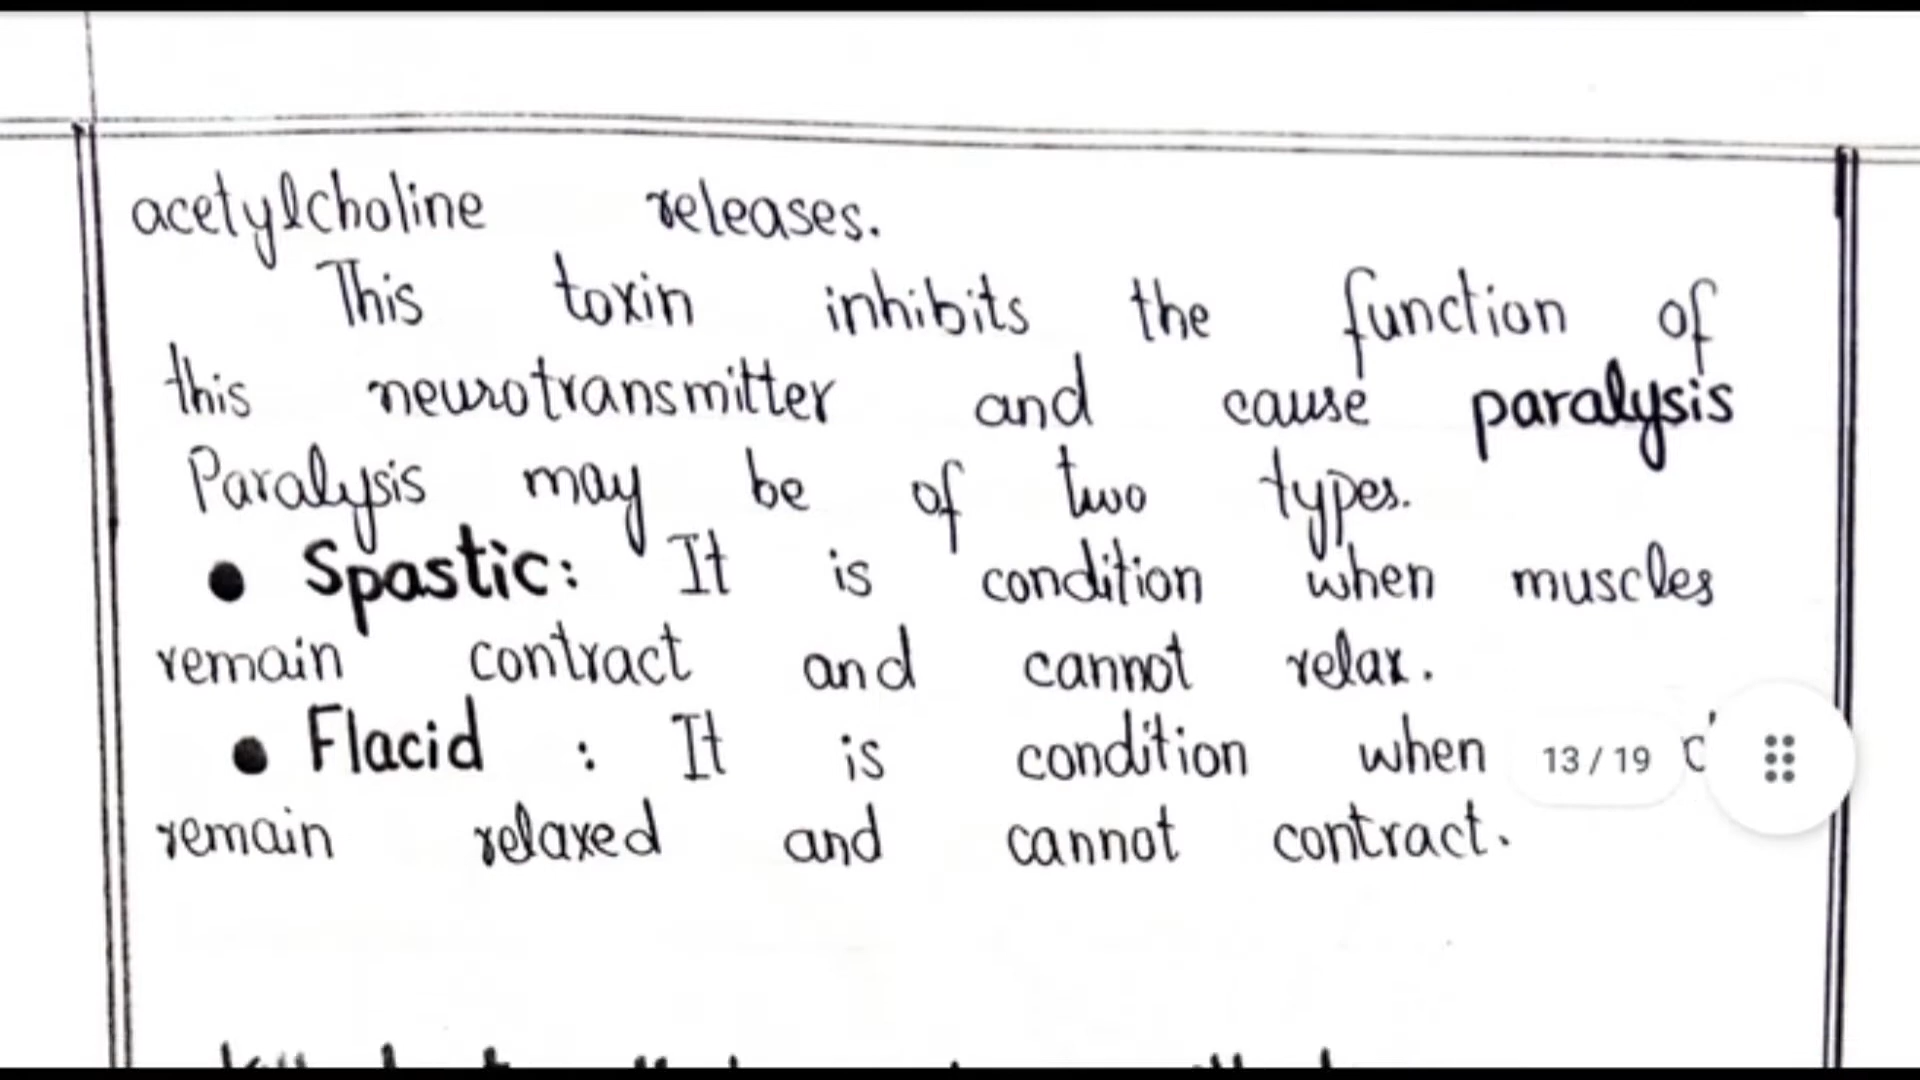 acetylcholine releases.
This toxin inhibits the function of
this neurotransmitter and cause paralysis
Paralysis may be of two types.
• Spastic: It is condition when muscles
remain contract and cannot relax.
• Flacid : It is condition when
13 / 19
remain relaxed and cannot contract.